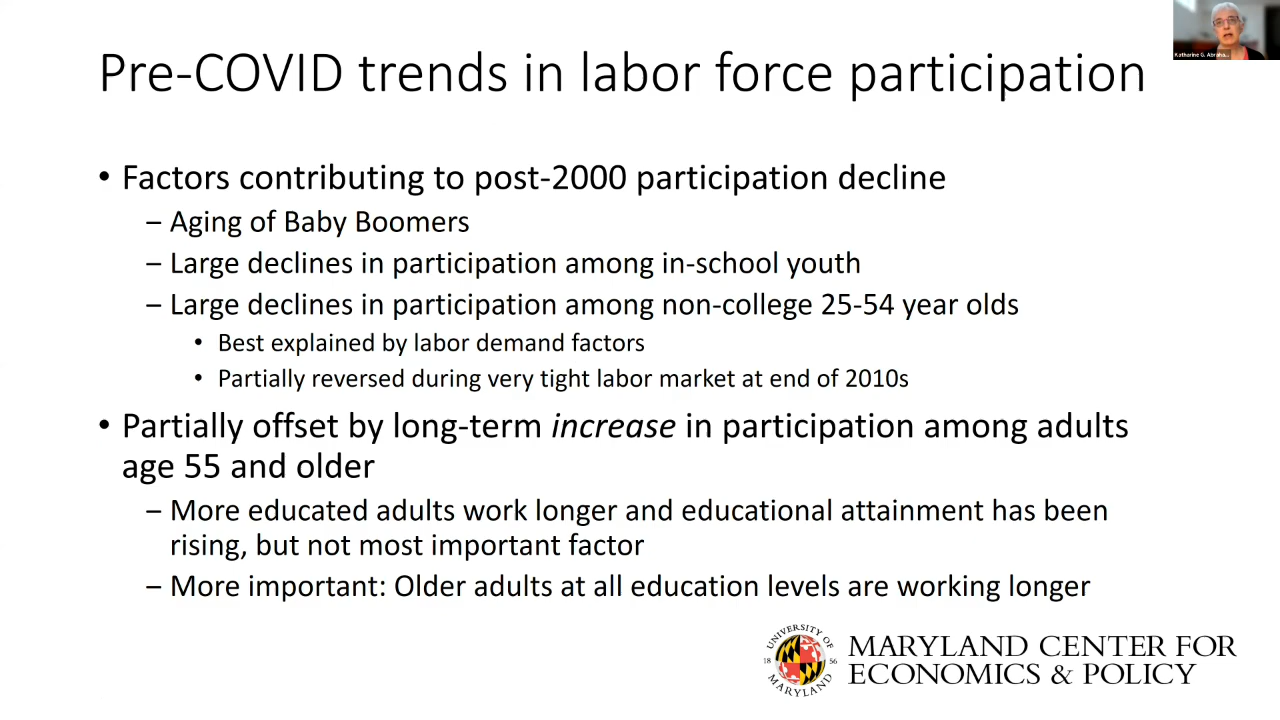 Pre-COVID trends in labor force participation
Katharine G. Abraha...
• Factors contributing to post-2000 participation decline
– Aging of Baby Boomers
– Large declines in participation among in-school youth
– Large declines in participation among non-college 25-54 year olds
• Best explained by labor demand factors
• Partially reversed during very tight labor market at end of 2010s
• Partially offset by long-term increase in participation among adults
age 55 and older
– More educated adults work longer and educational attainment has been
rising, but not most important factor
– More important: Older adults at all education levels are working longer
UNIVERSITY OF
18 56
MARYLAND
MARYLAND CENTER FOR
ECONOMICS & POLICY